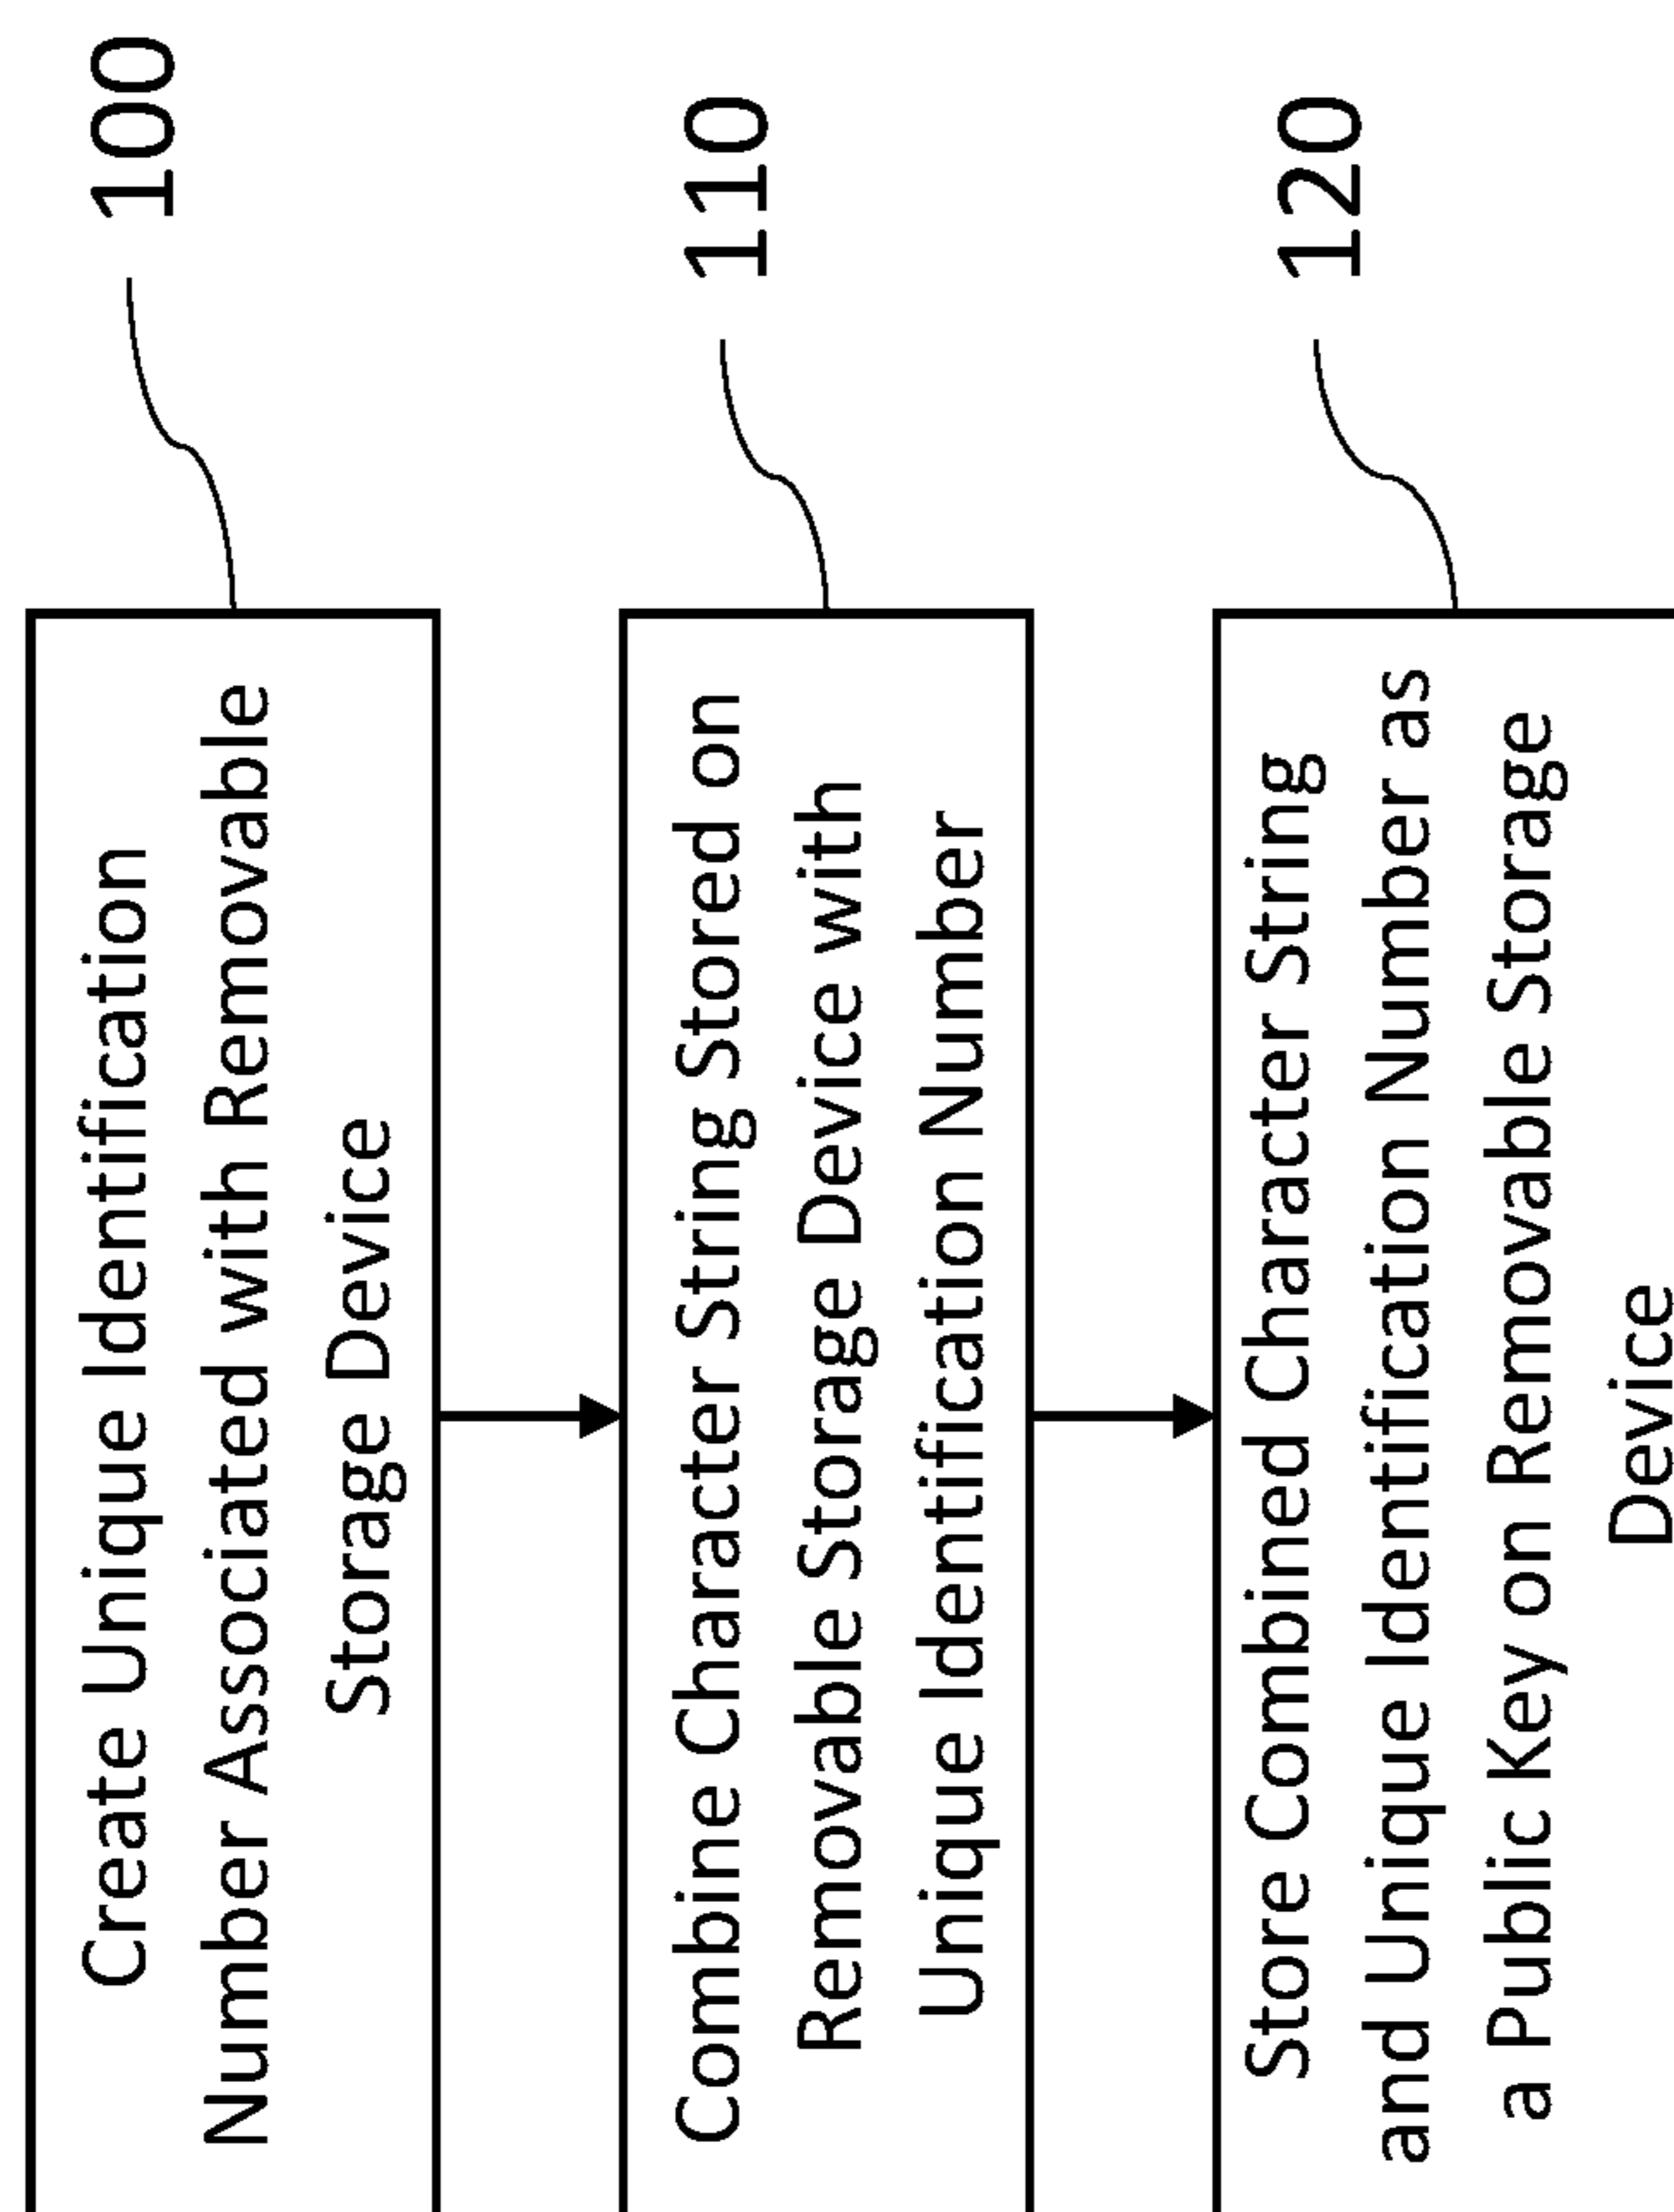 Create Unique Identification
Number Associated with Removable
Storage Device
100
Combine Character String Stored on
Removable Storage Device with
Unique Identification Number
110
Store Combined Character String
and Unique Identification Number as
a Public Key on Removable Storage
Device
120